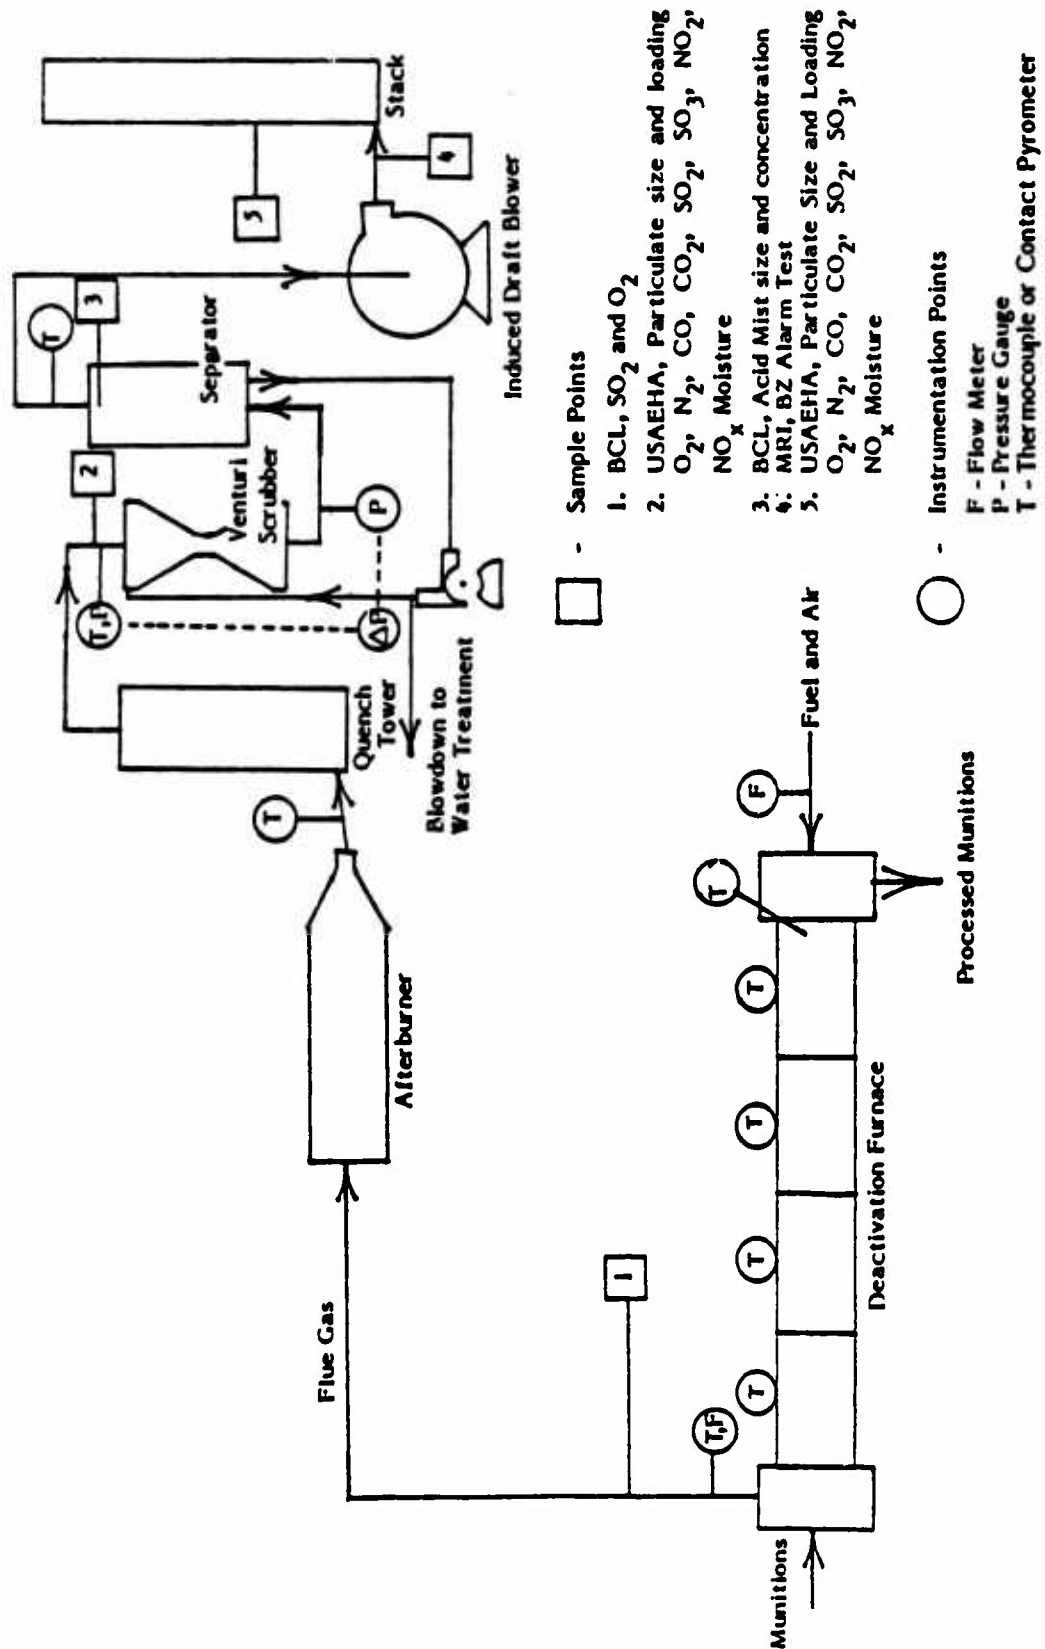 Stack
5
4
Induced Draft Blower
3
T
Separator
2
Venturi
Scrubber
P
ΔP
Quench
Tower
Blowdown to
Water Treatment
T
Afterburner
Flue Gas
1
T,F
T
T
T
T
T
F
Fuel and Air
Processed Munitions
Deactivation Furnace
Munitions
- Sample Points
1. BCL, SO2 and O2
2. USAEHA, Particulate size and loading
O2, N2, CO, CO2, SO2, SO3, NO2,
NOx Moisture
3. BCL, Acid Mist size and concentration
4. MRI, BZ Alarm Test
5. USAEHA, Particulate Size and Loading
O2, N2, CO, CO2, SO2, SO3, NO2,
NOx Moisture
- Instrumentation Points
F - Flow Meter
P - Pressure Gauge
T - Thermocouple or Contact Pyrometer